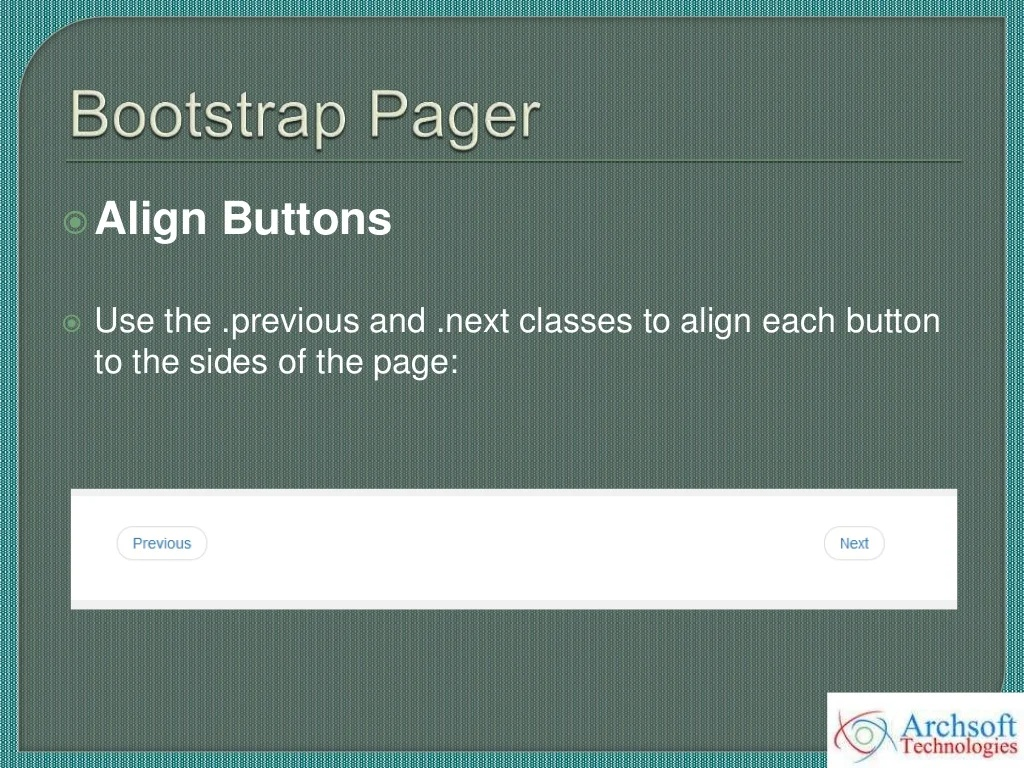 Bootstrap Pager
Align Buttons
Use the .previous and .next classes to align each button
to the sides of the page:
Previous
Next
Archsoft
Technologies